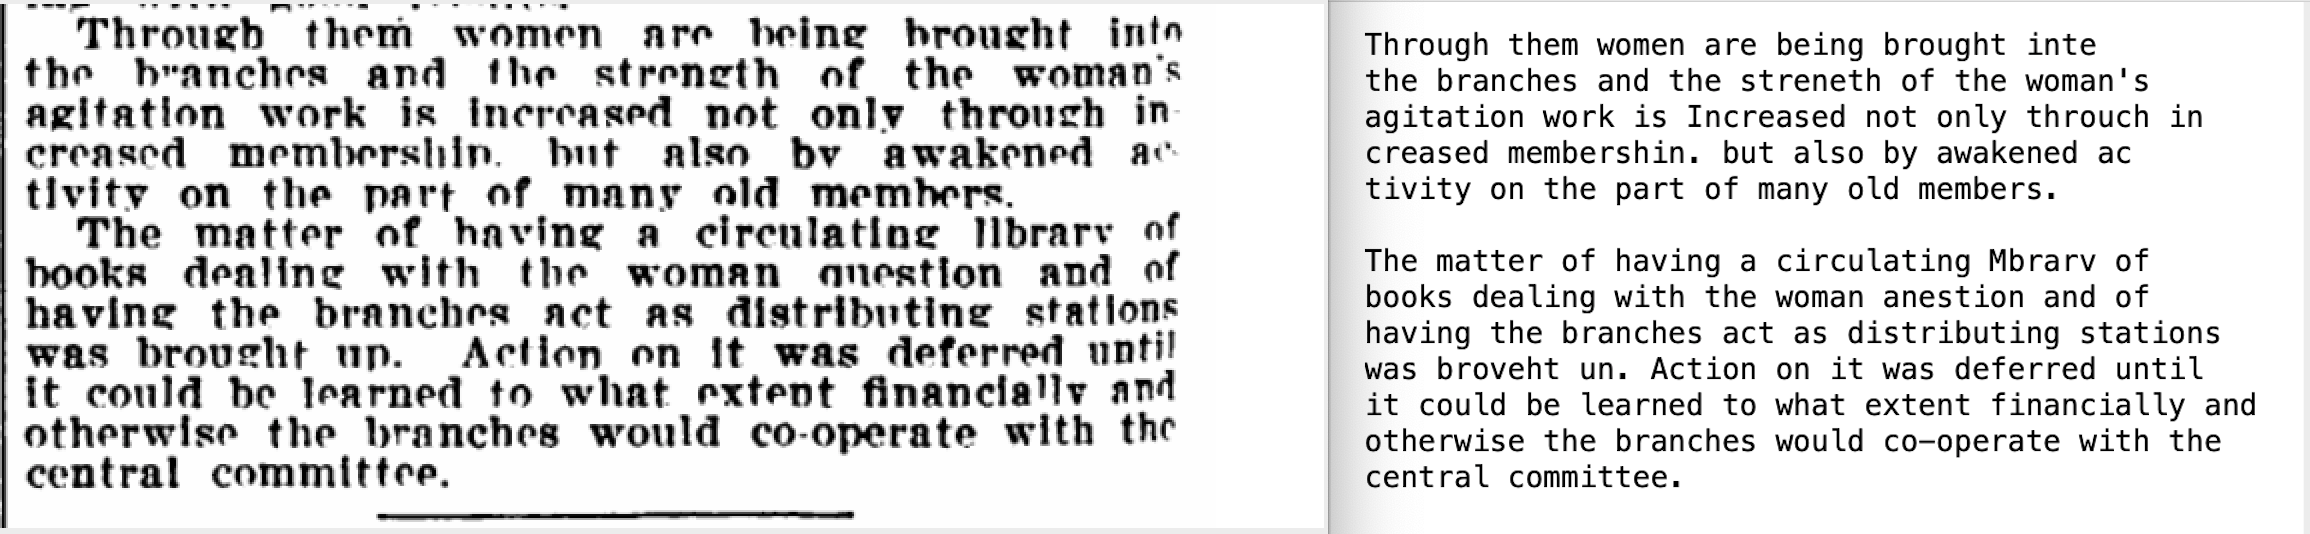 Through them women are being brought into
the branches and the strength of the woman's
agitation work is increased not only through in-
creased membership, but also by awakened ac-
tivity on the part of many old members.
The matter of having a circulating library of
books dealing with the woman question and of
having the branches act as distributing stations
was brought up. Action on it was deferred until
it could be learned to what extent financially and
otherwise the branches would co-operate with the
central committee.
Through them women are being brought inte
the branches and the streneth of the woman's
agitation work is Increased not only throuch in
creased membershin. but also by awakened ac
tivity on the part of many old members.
The matter of having a circulating Mbrarv of
books dealing with the woman anestion and of
having the branches act as distributing stations
was broveht un. Action on it was deferred until
it could be learned to what extent financially and
otherwise the branches would co-operate with the
central committee.